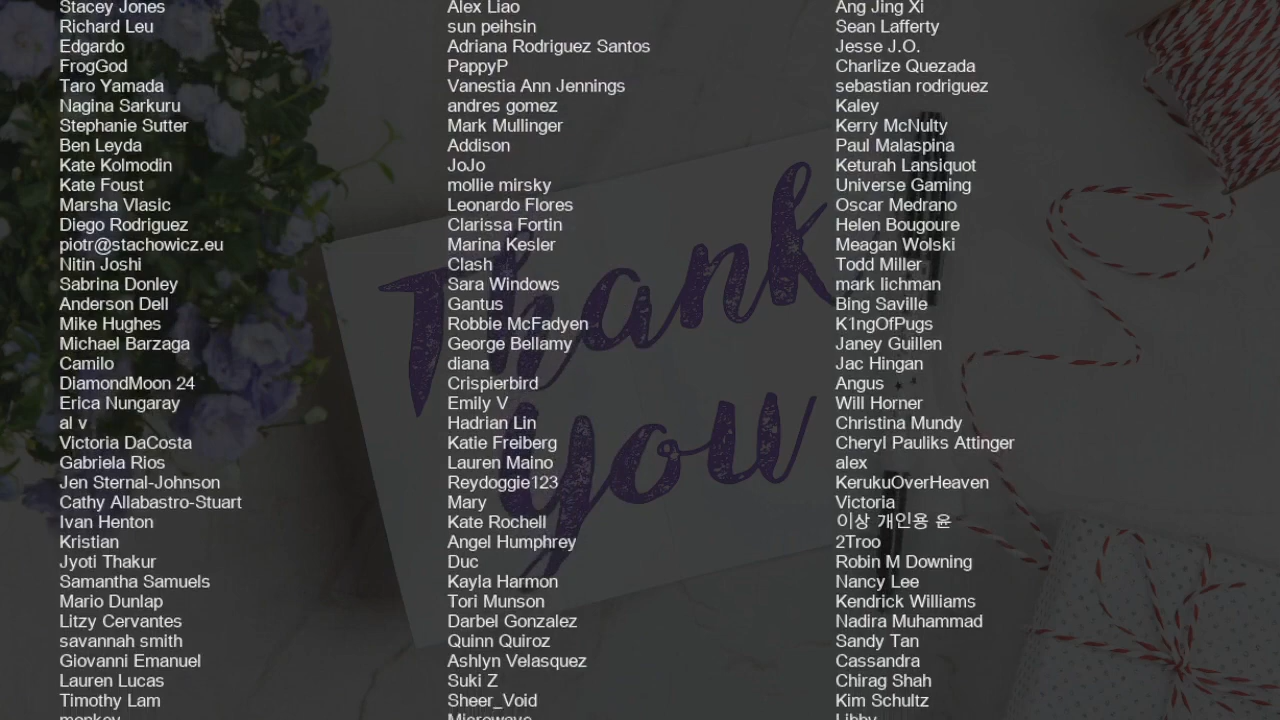 Stacey Jones
Richard Leu
Edgardo
FrogGod
Taro Yamada
Nagina Sarkuru
Stephanie Sutter
Ben Leyda
Kate Kolmodin
Kate Foust
Marsha Vlasic
Diego Rodriguez
piotr@stachowicz.eu
Nitin Joshi
Sabrina Donley
Anderson Dell
Mike Hughes
Michael Barzaga
Camilo
DiamondMoon 24
Erica Nungaray
al v
Victoria DaCosta
Gabriela Rios
Jen Sternal-Johnson
Cathy Allabastro-Stuart
Ivan Henton
Kristian
Jyoti Thakur
Samantha Samuels
Mario Dunlap
Litzy Cervantes
savannah smith
Giovanni Emanuel
Lauren Lucas
Timothy Lam
monkey
Alex Liao
sun peihsin
Adriana Rodriguez Santos
PappyP
Vanestia Ann Jennings
andres gomez
Mark Mullinger
Addison
JoJo
mollie mirsky
Leonardo Flores
Clarissa Fortin
Marina Kesler
Clash
Sara Windows
Gantus
Robbie McFadyen
George Bellamy
diana
Crispierbird
Emily V
Hadrian Lin
Katie Freiberg
Lauren Maino
Reydoggie123
Mary
Kate Rochell
Angel Humphrey
Duc
Kayla Harmon
Tori Munson
Darbel Gonzalez
Quinn Quiroz
Ashlyn Velasquez
Suki Z
Sheer_Void
Microwave
Ang Jing Xi
Sean Lafferty
Jesse J.O.
Charlize Quezada
sebastian rodriguez
Kaley
Kerry McNulty
Paul Malaspina
Keturah Lansiquot
Universe Gaming
Oscar Medrano
Helen Bougoure
Meagan Wolski
Todd Miller
mark lichman
Bing Saville
K1ngOfPugs
Janey Guillen
Jac Hingan
Angus
Will Horner
Christina Mundy
Cheryl Pauliks Attinger
alex
KerukuOverHeaven
Victoria
이상 개인용 윤
2Troo
Robin M Downing
Nancy Lee
Kendrick Williams
Nadira Muhammad
Sandy Tan
Cassandra
Chirag Shah
Kim Schultz
Libby
Thank
you